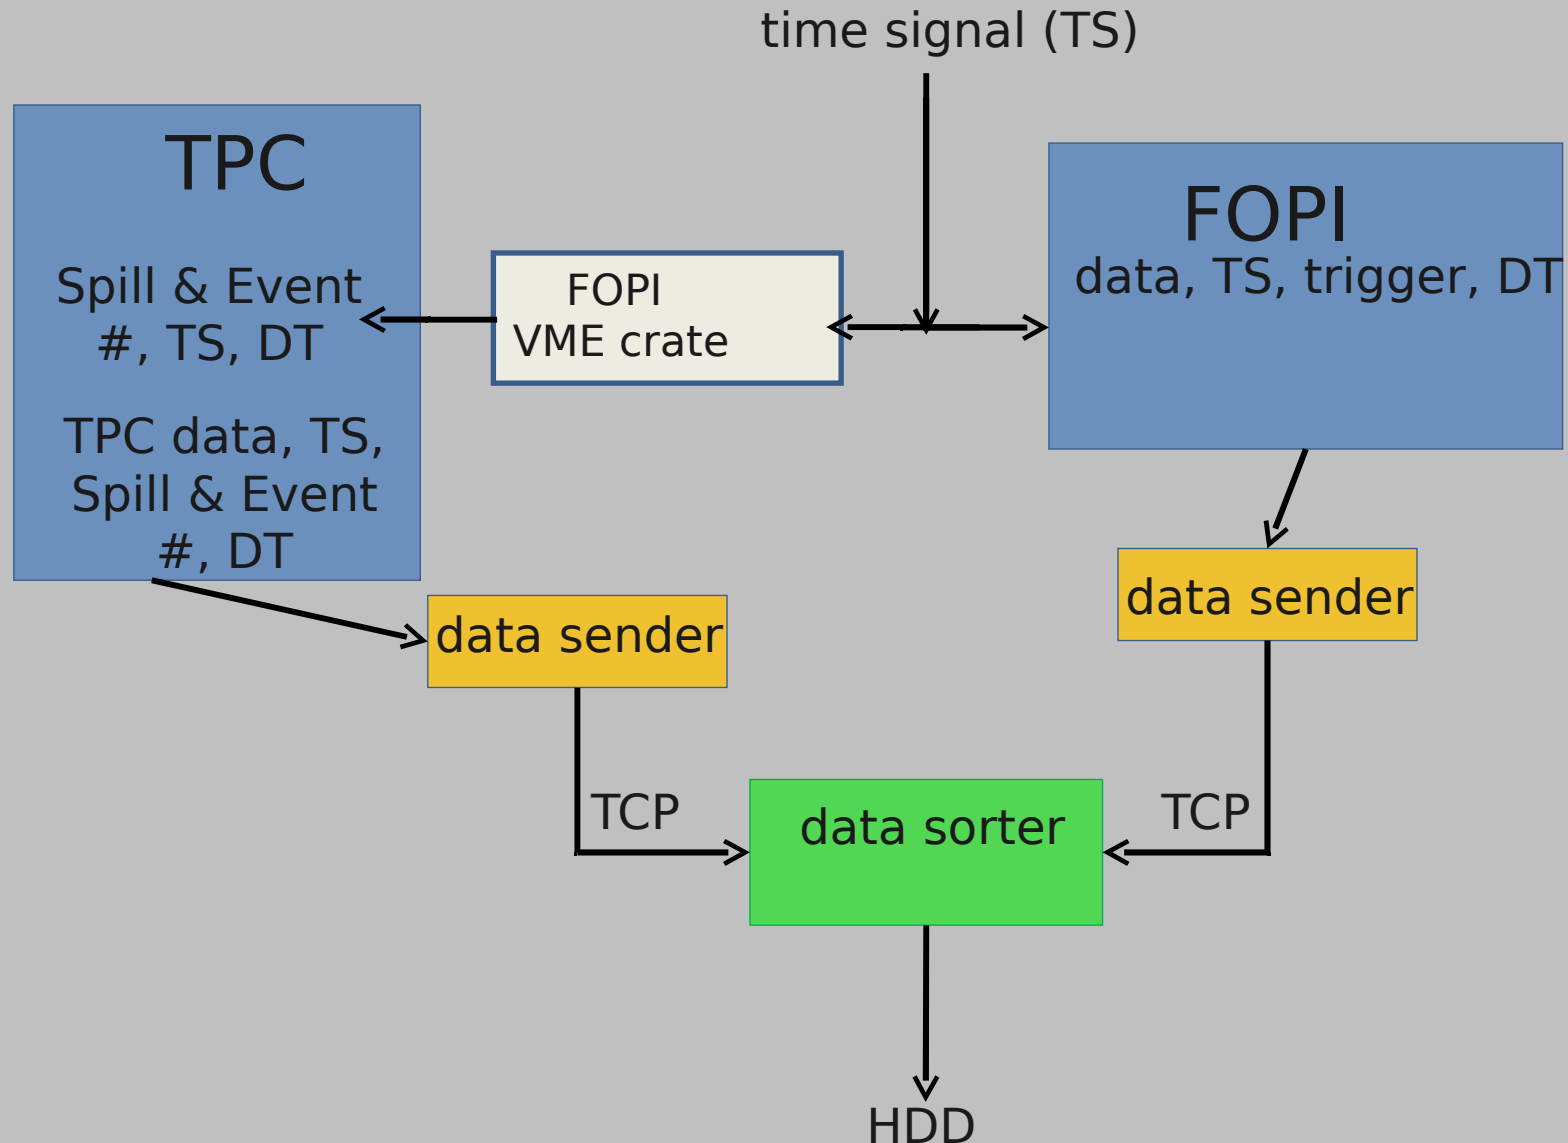 time signal (TS)
TPC
Spill & Event
#, TS, DT
TPC data, TS,
Spill & Event
#, DT
FOPI
VME crate
FOPI
data, TS, trigger, DT
data sender
data sender
TCP
TCP
data sorter
HDD